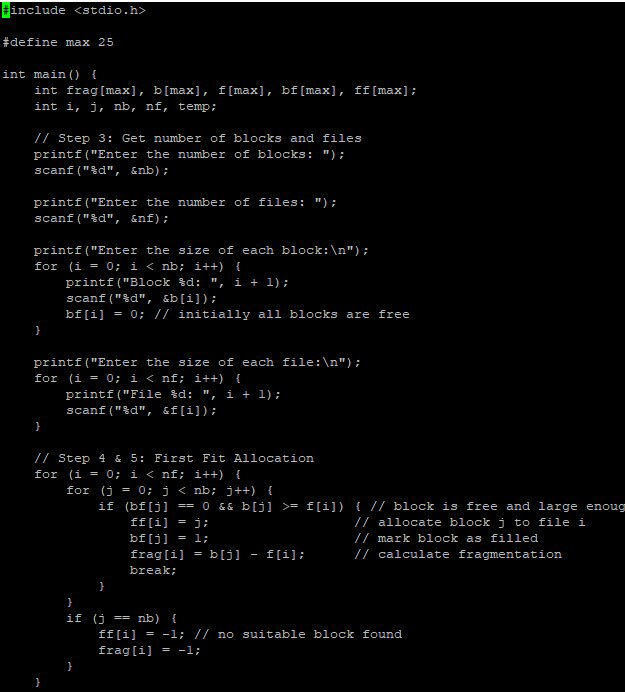 #include <stdio.h>

#define max 25

int main() {
    int frag[max], b[max], f[max], bf[max], ff[max];
    int i, j, nb, nf, temp;

    // Step 3: Get number of blocks and files
    printf("Enter the number of blocks: ");
    scanf("%d", &nb);

    printf("Enter the number of files: ");
    scanf("%d", &nf);

    printf("Enter the size of each block:\n");
    for (i = 0; i < nb; i++) {
        printf("Block %d: ", i + 1);
        scanf("%d", &b[i]);
        bf[i] = 0; // initially all blocks are free
    }

    printf("Enter the size of each file:\n");
    for (i = 0; i < nf; i++) {
        printf("File %d: ", i + 1);
        scanf("%d", &f[i]);
    }

    // Step 4 & 5: First Fit Allocation
    for (i = 0; i < nf; i++) {
        for (j = 0; j < nb; j++) {
            if (bf[j] == 0 && b[j] >= f[i]) { // block is free and large enoug
                ff[i] = j;                  // allocate block j to file i
                bf[j] = 1;                  // mark block as filled
                frag[i] = b[j] - f[i];      // calculate fragmentation
                break;
            }
        }
        if (j == nb) {
            ff[i] = -1; // no suitable block found
            frag[i] = -1;
        }
    }